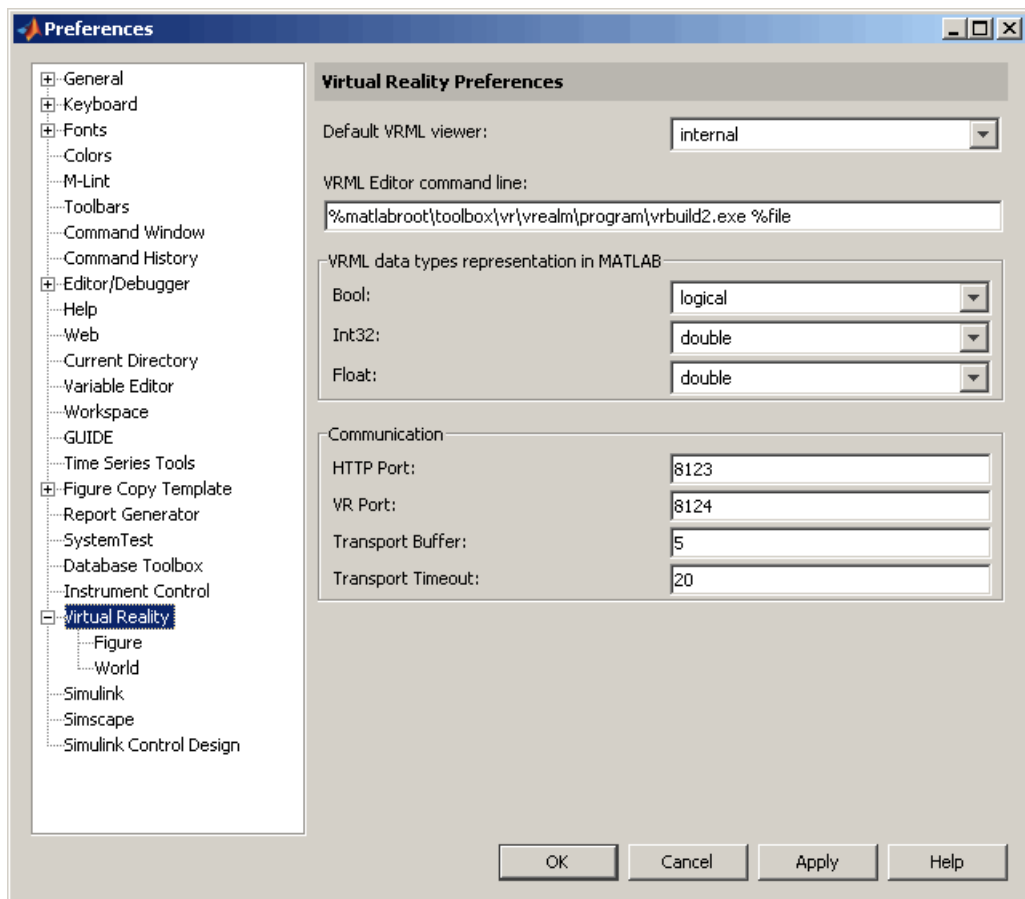 Preferences
General
Keyboard
Fonts
Colors
M-Lint
Toolbars
Command Window
Command History
Editor/Debugger
Help
Web
Current Directory
Variable Editor
Workspace
GUIDE
Time Series Tools
Figure Copy Template
Report Generator
SystemTest
Database Toolbox
Instrument Control
Virtual Reality
Figure
World
Simulink
Simscape
Simulink Control Design
Virtual Reality Preferences
Default VRML viewer: internal
VRML Editor command line:
%matlabroot\toolbox\vr\vrealm\program\vrbuild2.exe %file
VRML data types representation in MATLAB
Bool: logical
Int32: double
Float: double
Communication
HTTP Port: 8123
VR Port: 8124
Transport Buffer: 5
Transport Timeout: 20
OK Cancel Apply Help